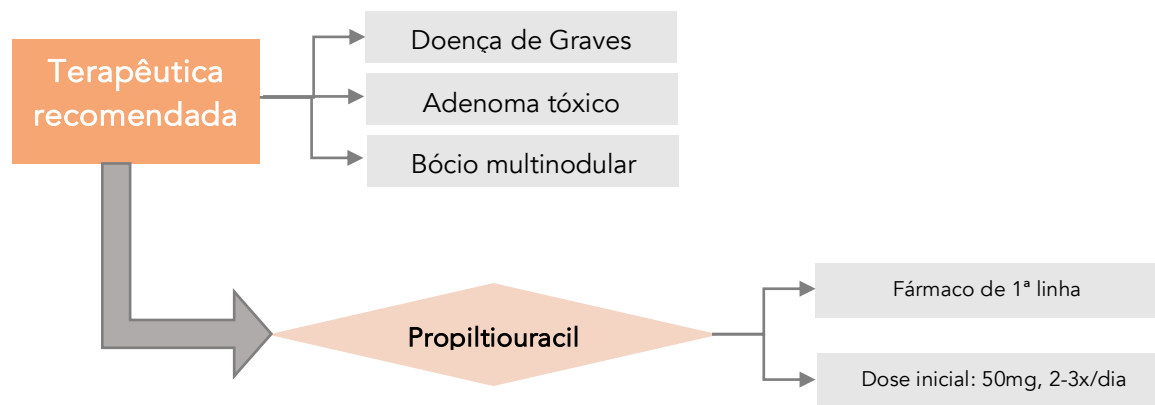 Terapêutica
recomendada
Doença de Graves
Adenoma tóxico
Bócio multinodular
Propiltiouracil
Fármaco de 1ª linha
Dose inicial: 50mg, 2-3x/dia